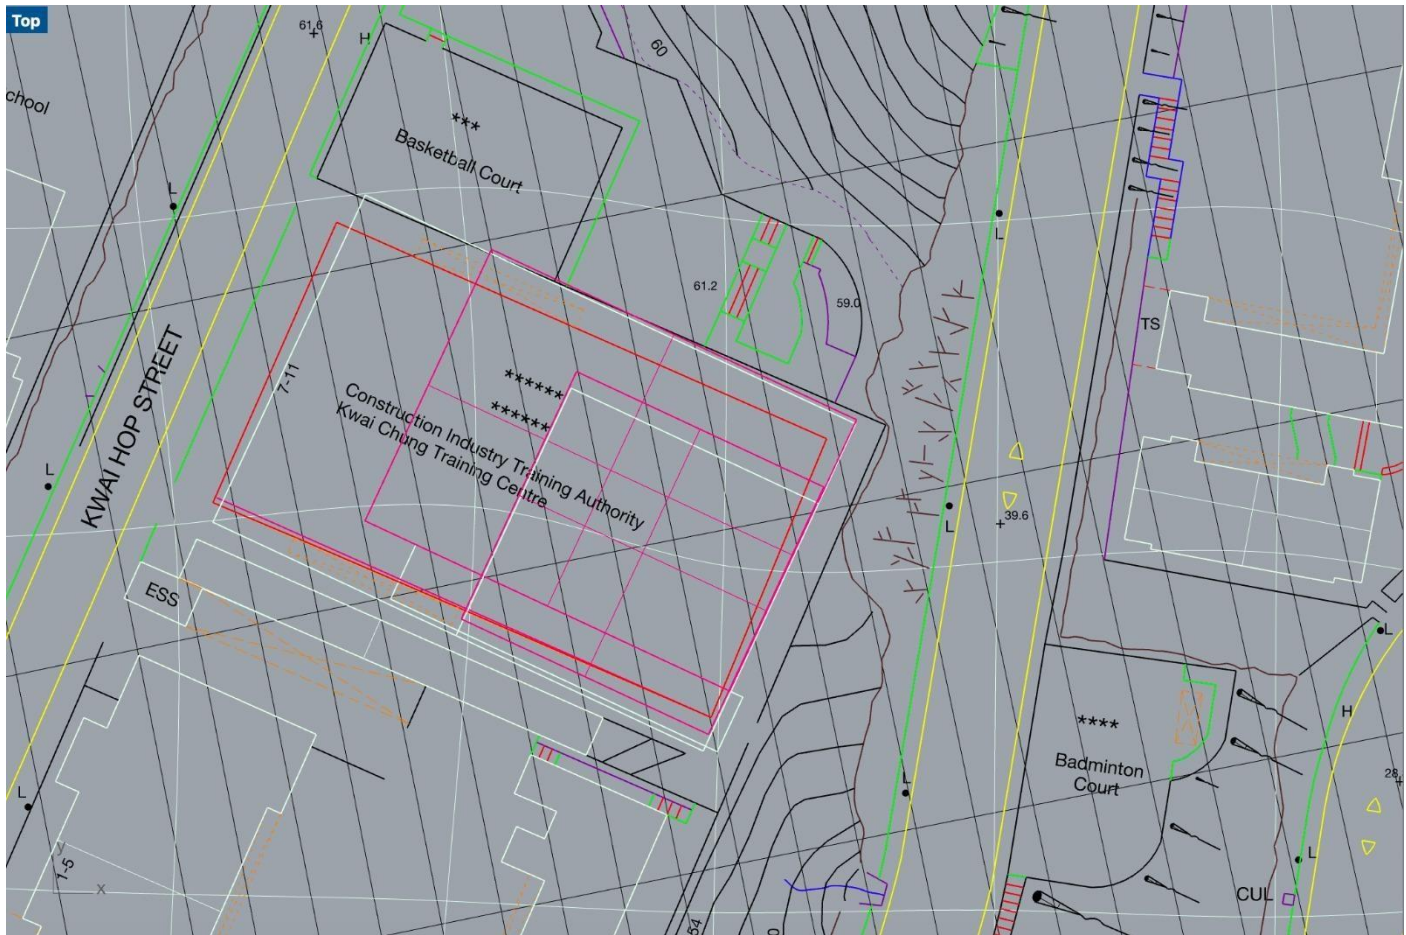 Top
61.6
H
60
chool
***
Basketball Court
L
L
61.2
59.0
TS
7-11
KWAI HOP STREET
******
******
Construction Industry Training Authority
Kwai Chung Training Centre
L
L
39.6
ESS
L
H
****
Badminton
Court
28
L
L
L
1-5
y
x
CUL
54
0